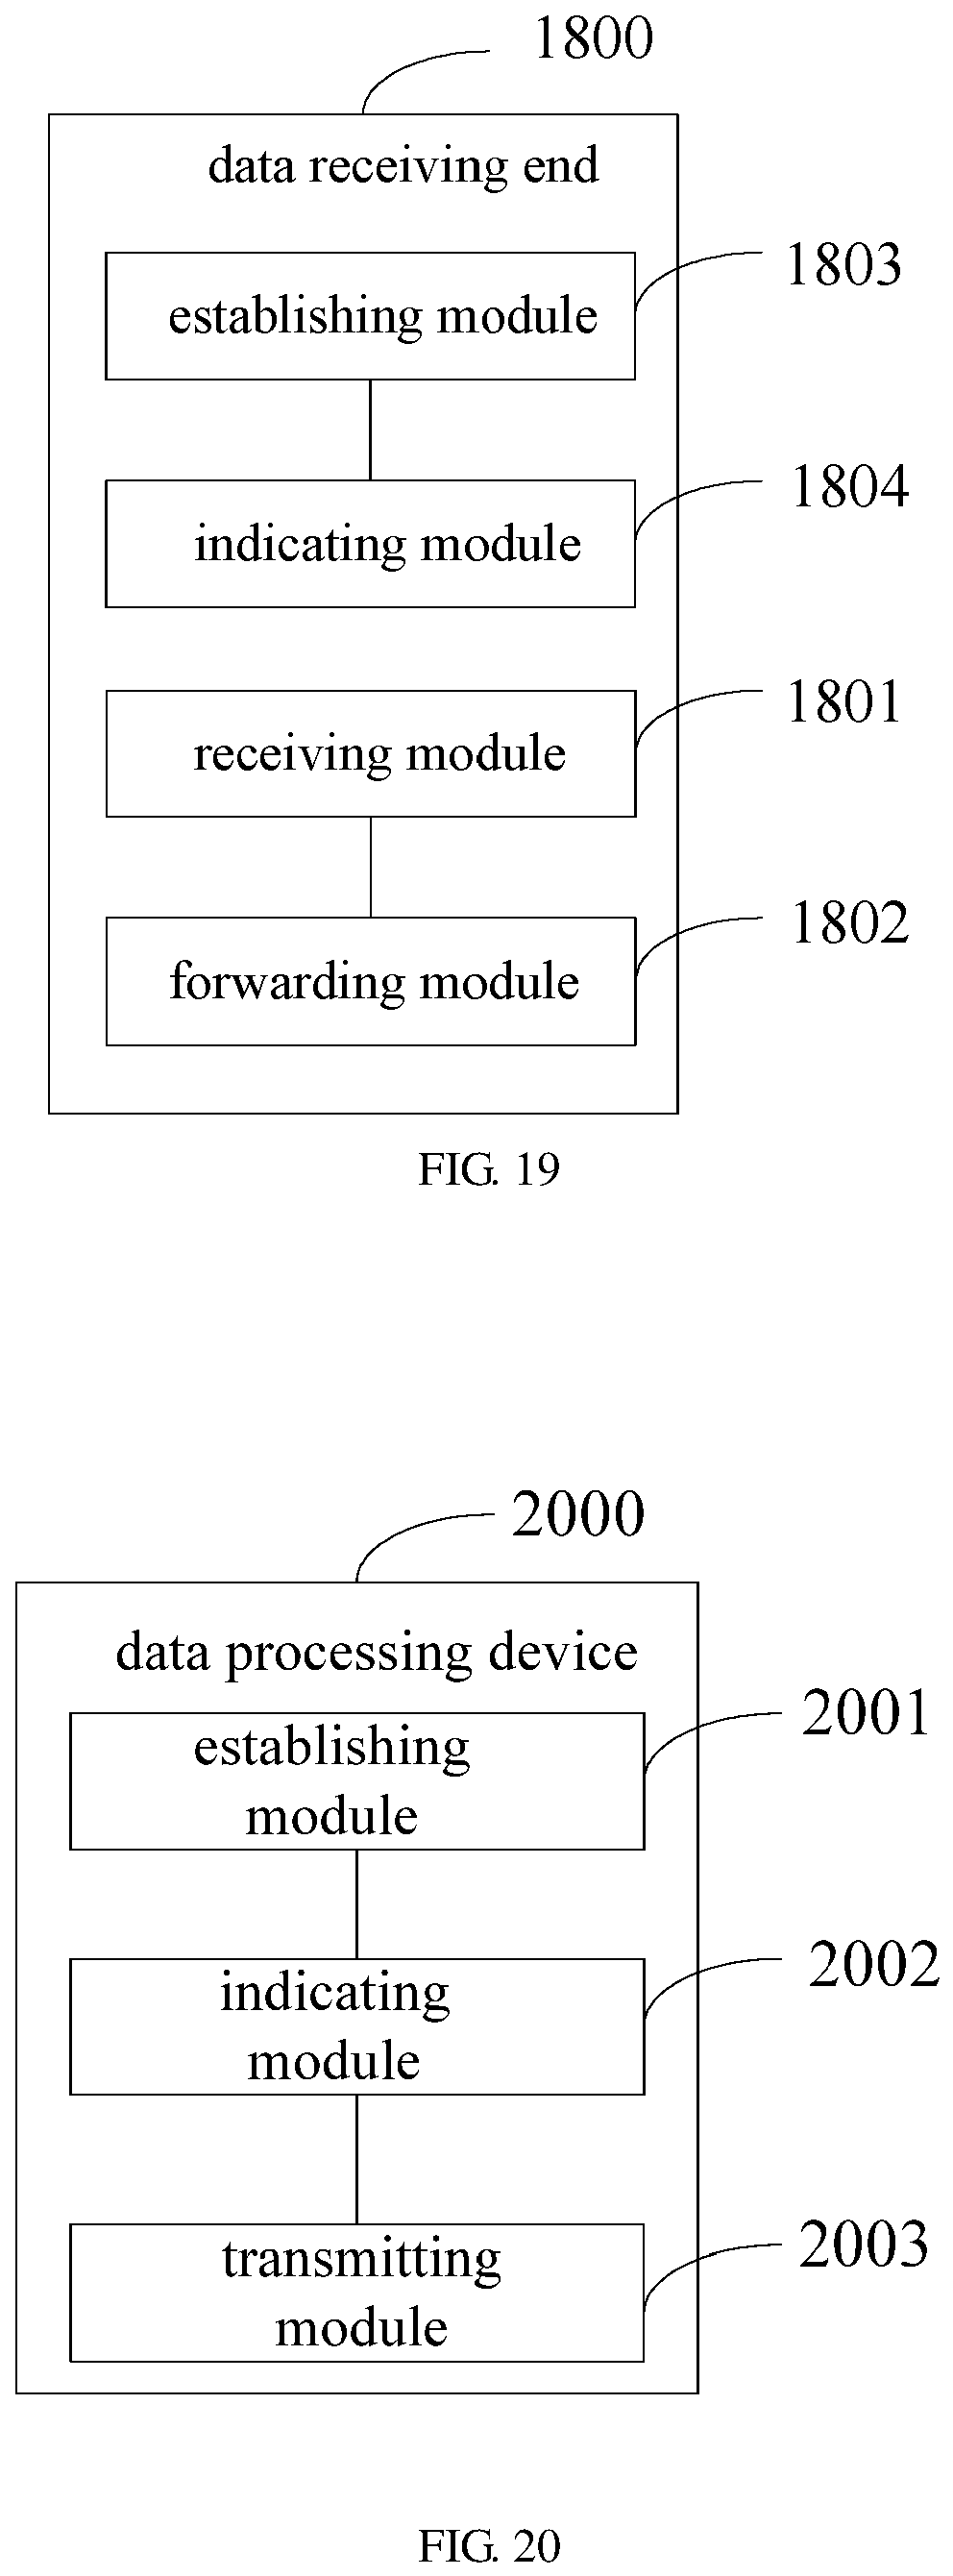 1800
data receiving end
1803
establishing module
1804
indicating module
1801
receiving module
1802
forwarding module
FIG. 19
2000
data processing device
2001
establishing
module
2002
indicating
module
2003
transmitting
module
FIG. 20